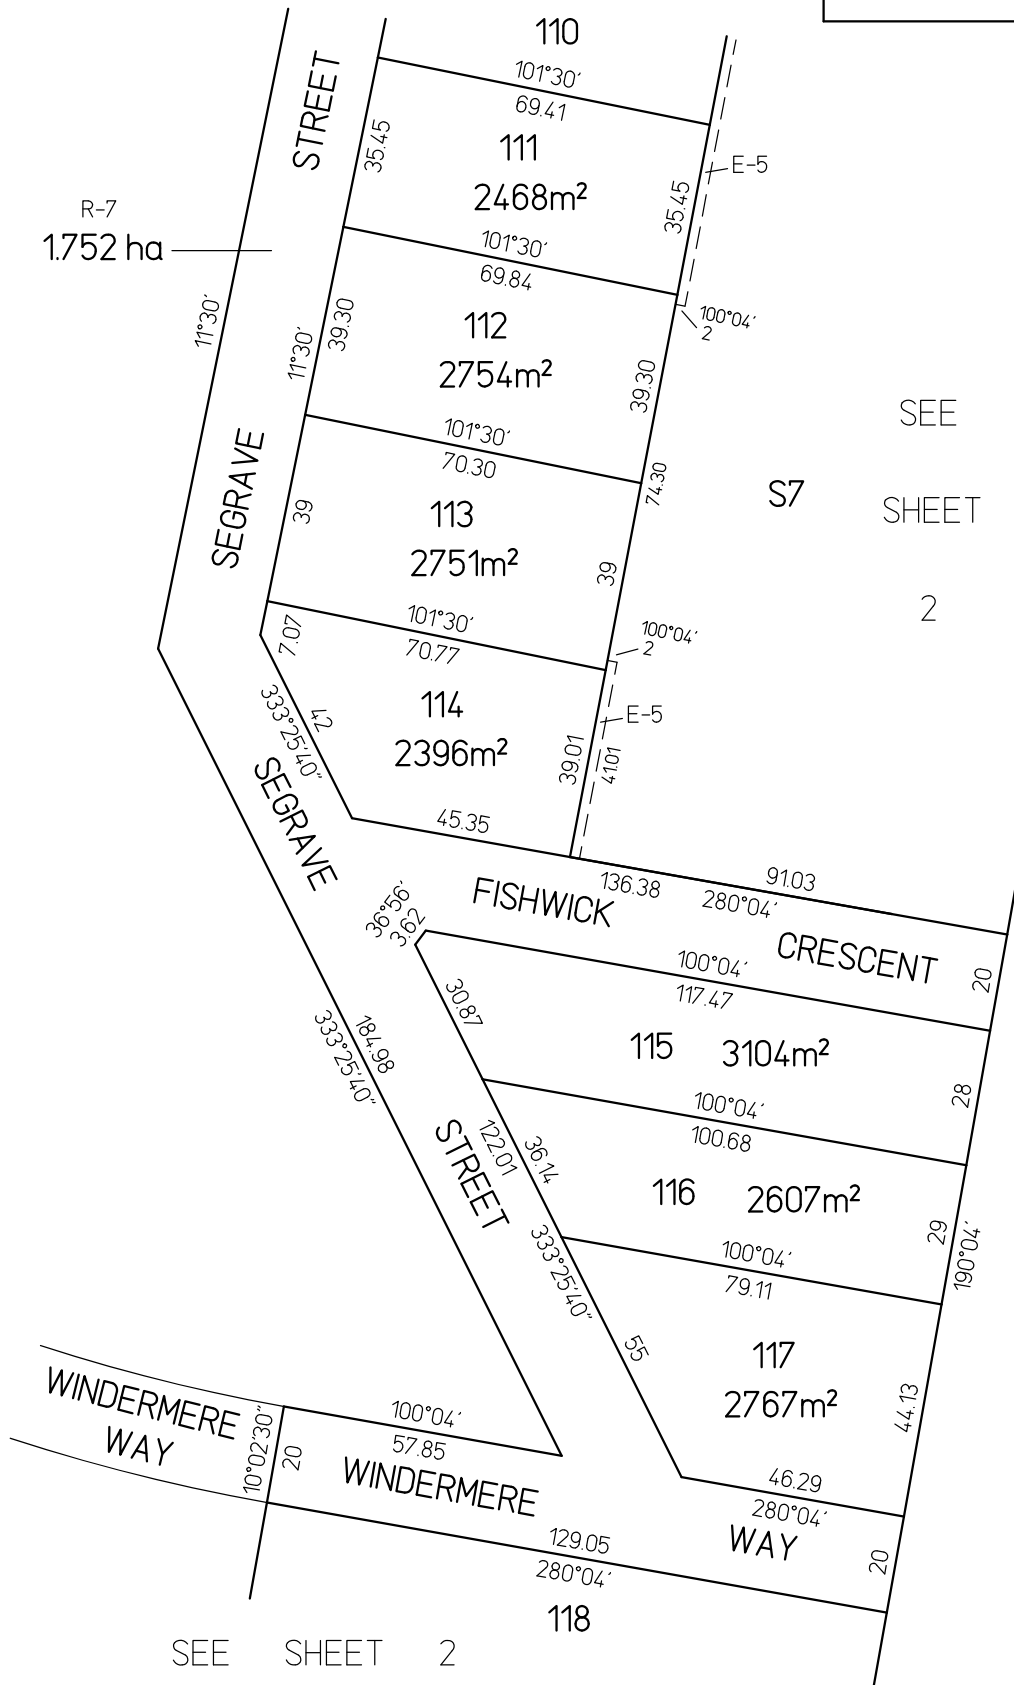 110
101°30′
69.41
STREET
35.45
111
2468m²
E-5
35.45
R-7
1.752 ha
101°30′
69.84
11°30′
11°30′
39.30
112
2754m²
100°04′
2
39.30
SEE
SHEET
2
101°30′
70.30
SEGRAVE
39
113
2751m²
74.30
S7
39
101°30′
70.77
7.07
100°04′
2
333°25′40″
42
114
2396m²
E-5
39.01
41.01
SEGRAVE
45.35
136.38
91.03
280°04′
FISHWICK
CRESCENT
20
36°56′
3.62
100°04′
117.47
30.87
184.98
333°25′40″
115
3104m²
28
100°04′
100.68
STREET
122.01
36.14
333°25′40″
116
2607m²
29
190°04′
100°04′
79.11
55
117
2767m²
44.13
WINDERMERE
WAY
10°02′30″
20
100°04′
57.85
WINDERMERE
46.29
280°04′
WAY
20
129.05
280°04′
118
SEE SHEET 2